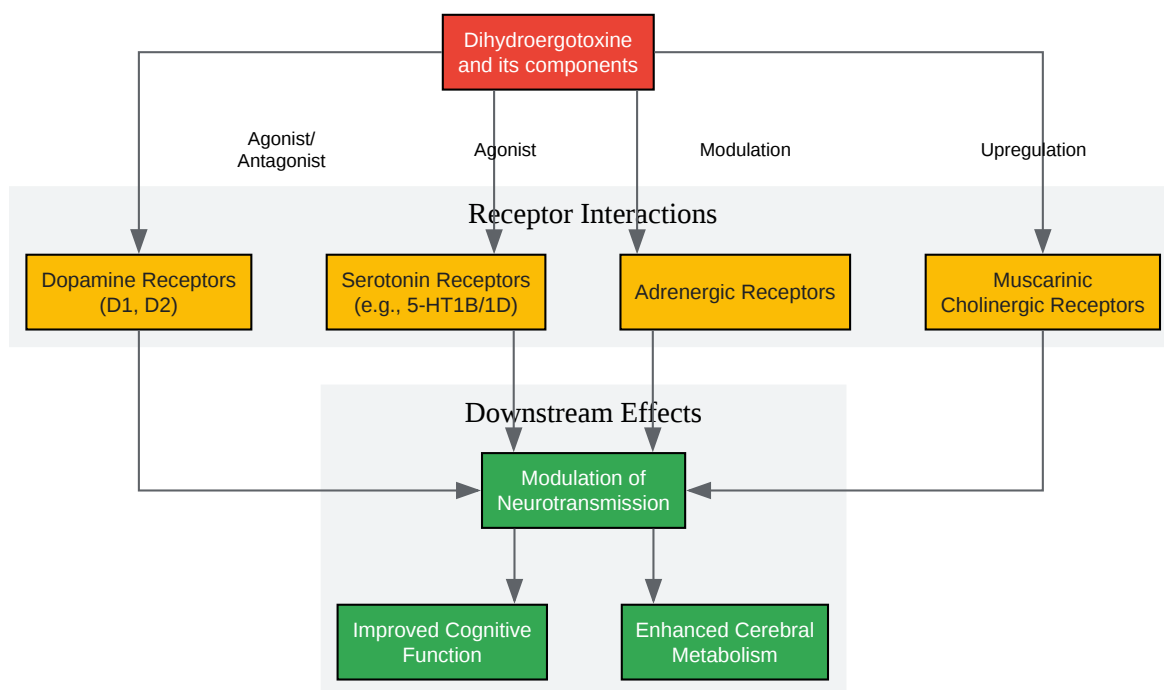 Dihydroergotoxine
and its components
Agonist/
Antagonist
Agonist
Modulation
Upregulation
Receptor Interactions
Dopamine Receptors
(D1, D2)
Serotonin Receptors
(e.g., 5-HT1B/1D)
Adrenergic Receptors
Muscarinic
Cholinergic Receptors
Downstream Effects
Modulation of
Neurotransmission
Improved Cognitive
Function
Enhanced Cerebral
Metabolism